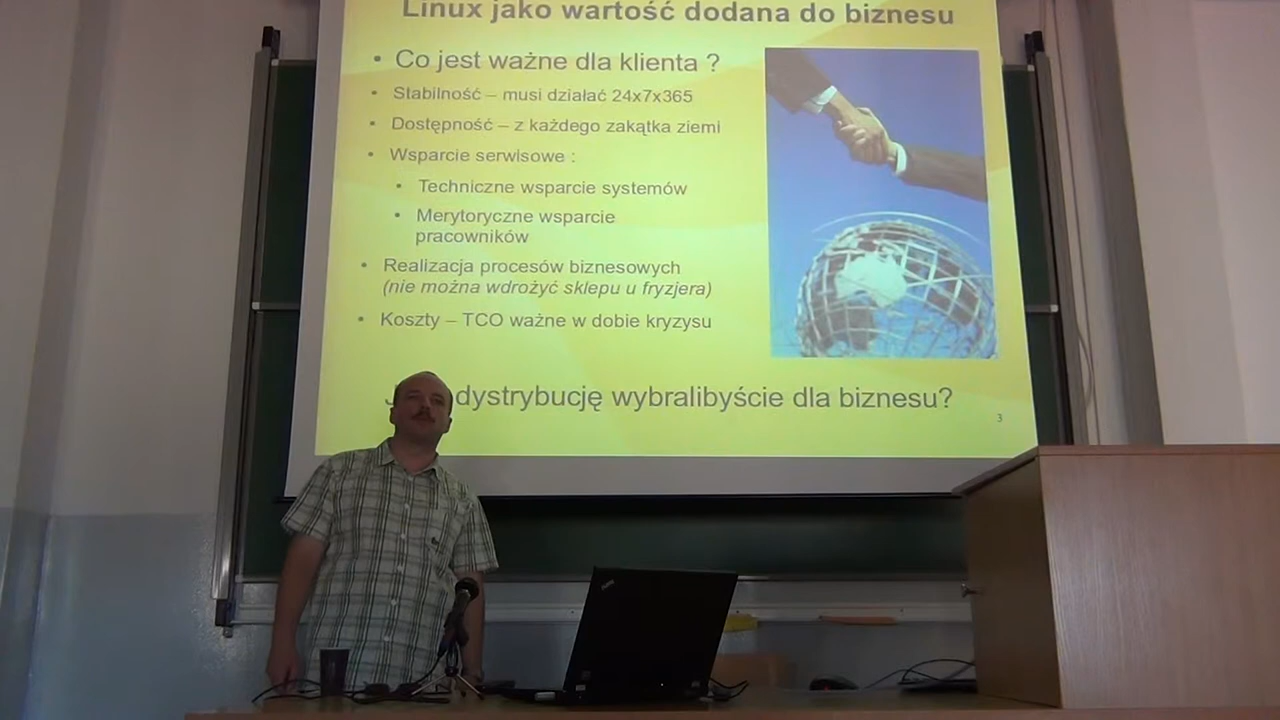 Linux jako wartość dodana do biznesu
• Co jest ważne dla klienta ?
• Stabilność – musi działać 24x7x365
• Dostępność – z każdego zakątka ziemi
• Wsparcie serwisowe :
• Techniczne wsparcie systemów
• Merytoryczne wsparcie
pracowników
• Realizacja procesów biznesowych
(nie można wdrożyć sklepu u fryzjera)
• Koszty – TCO ważne w dobie kryzysu
dystrybucję wybralibyście dla biznesu?
3